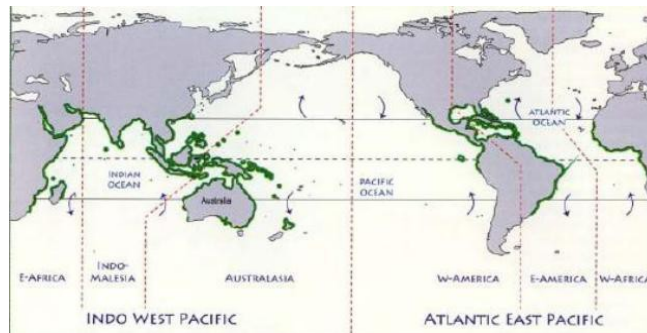 ATLANTIC
OCEAN
INDIAN
OCEAN
PACIFIC
OCEAN
Australia
E-AFRICA
INDO-
MALESIA
AUSTRALASIA
W-AMERICA
E-AMERICA
W-AFRICA
INDO WEST PACIFIC
ATLANTIC EAST PACIFIC